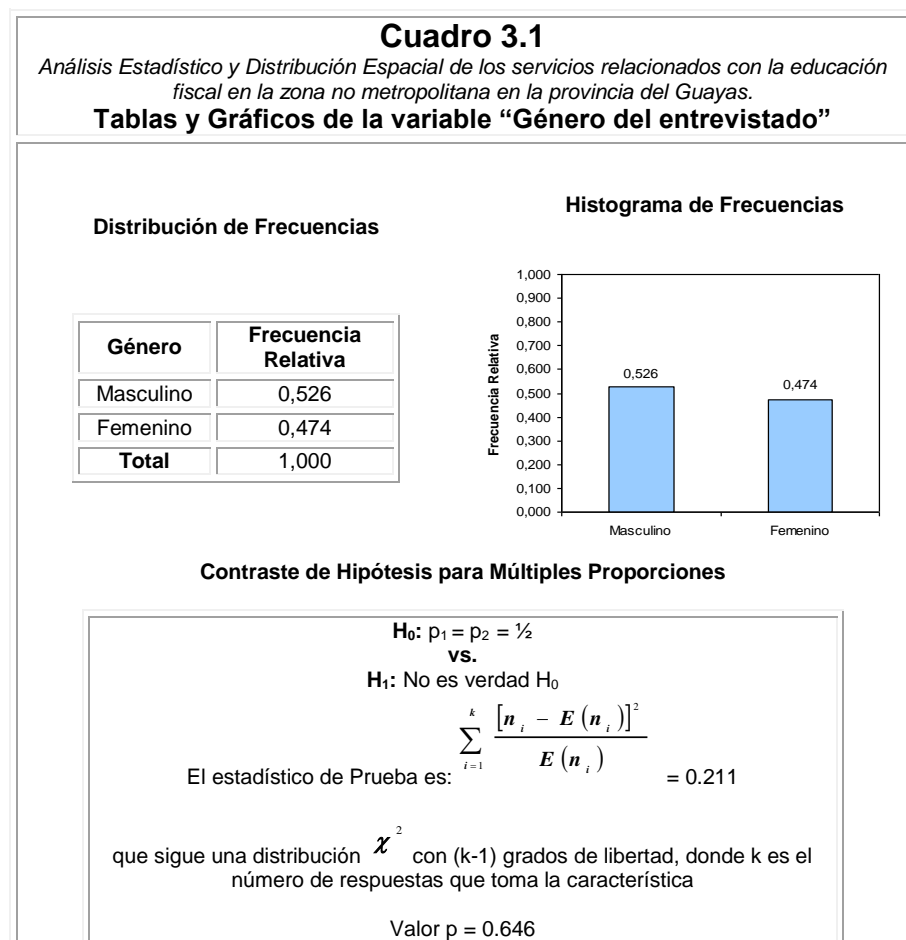 Cuadro 3.1
Análisis Estadístico y Distribución Espacial de los servicios relacionados con la educación
fiscal en la zona no metropolitana en la provincia del Guayas.
Tablas y Gráficos de la variable “Género del entrevistado”
Distribución de Frecuencias
Género Frecuencia
Relativa
Masculino 0,526
Femenino 0,474
Total 1,000
Histograma de Frecuencias
Frecuencia Relativa
1,000
0,900
0,800
0,700
0,600
0,500
0,400
0,300
0,200
0,100
0,000
0,526
0,474
Masculino Femenino
Contraste de Hipótesis para Múltiples Proporciones
H₀: p₁ = p₂ = ½
vs.
H₁: No es verdad H₀
El estadístico de Prueba es: ∑ᵢ₌₁ᵏ [nᵢ − E(nᵢ)]² / E(nᵢ) = 0.211
que sigue una distribución χ² con (k-1) grados de libertad, donde k es el
número de respuestas que toma la característica
Valor p = 0.646